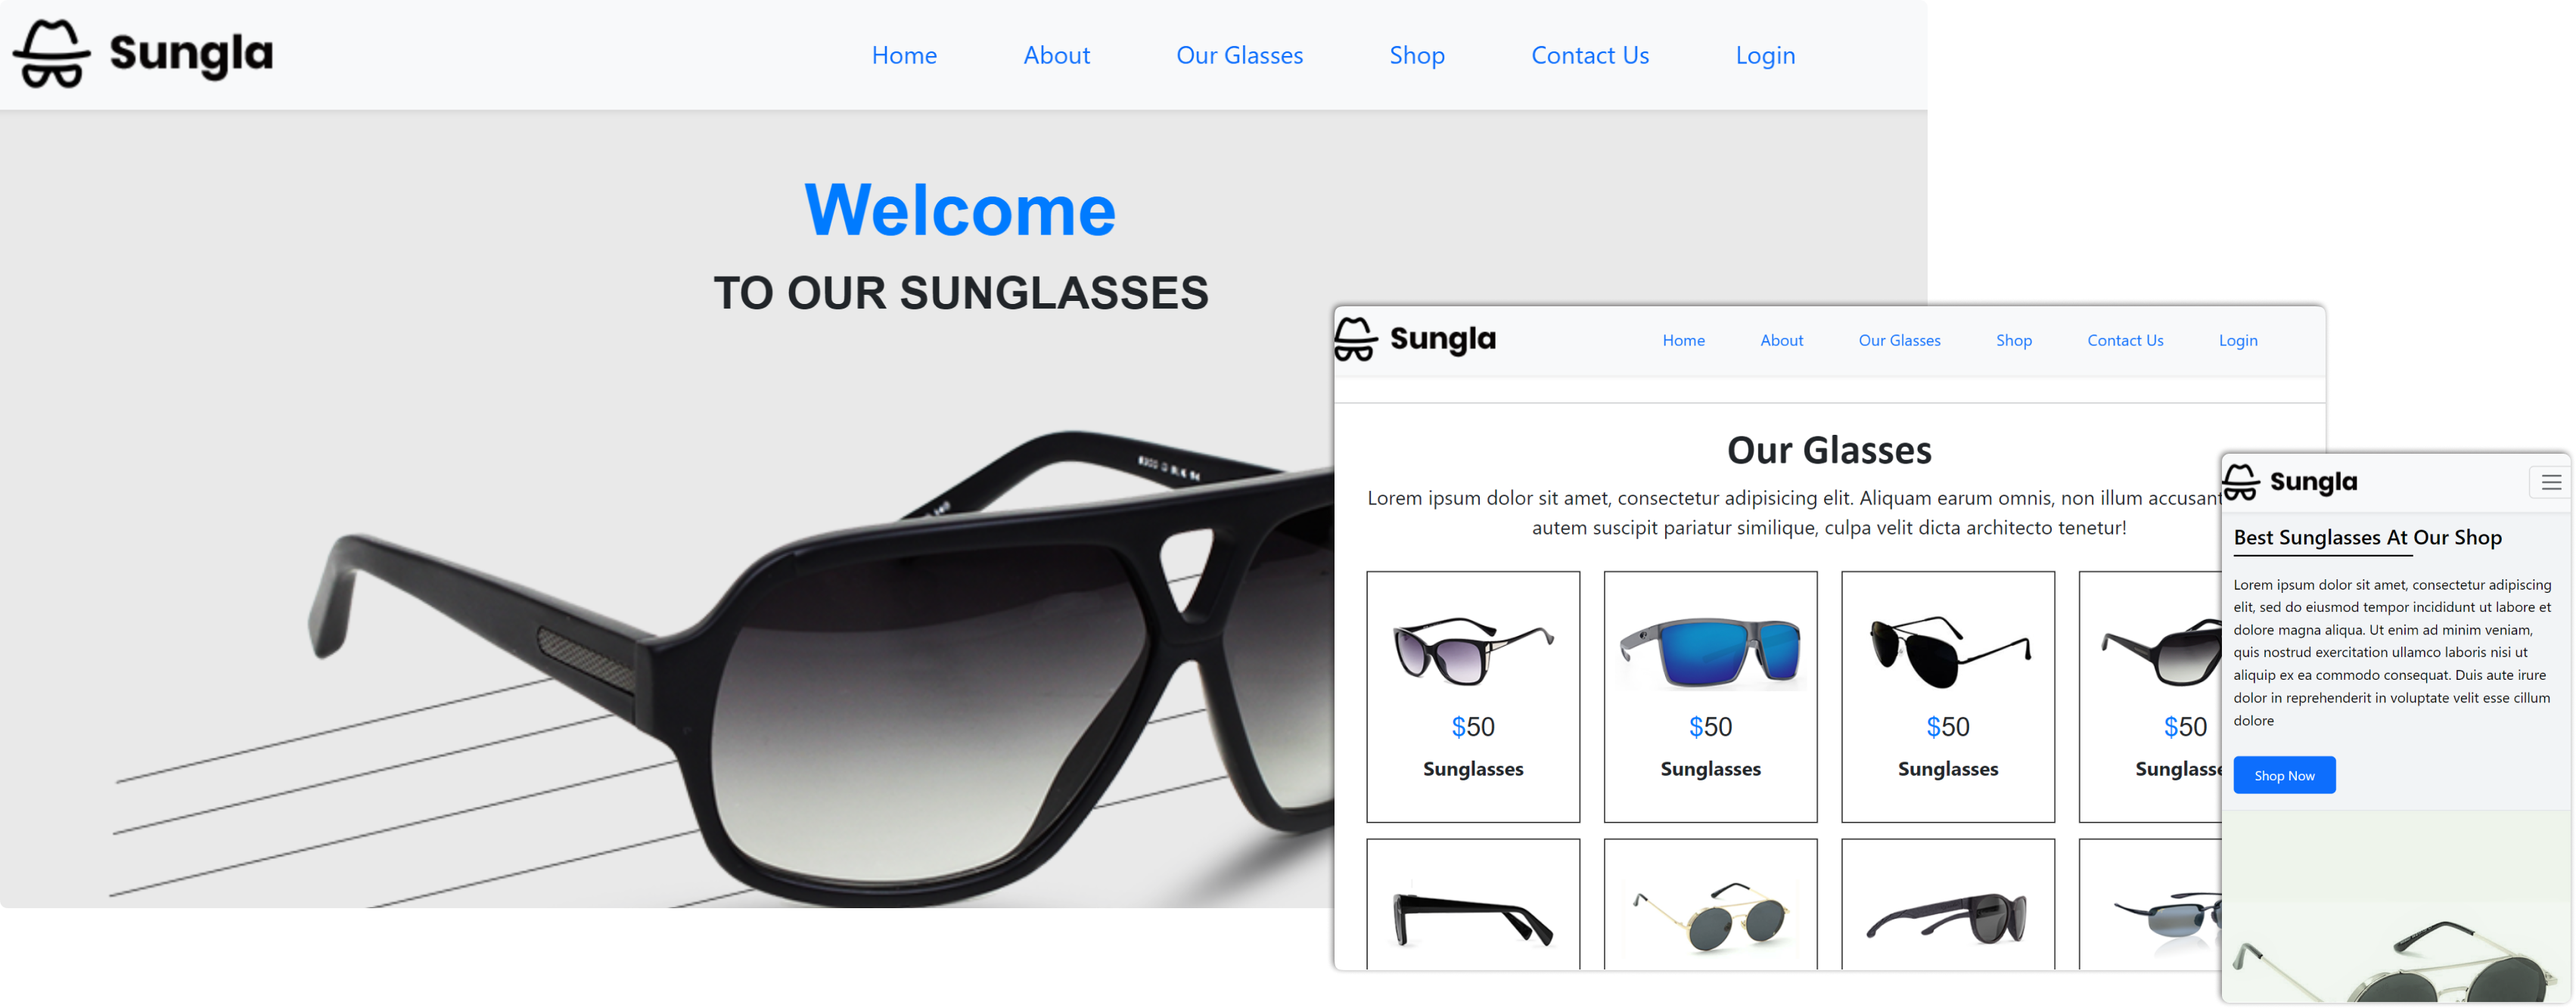 Sungla
Home About Our Glasses Shop Contact Us Login
Welcome
TO OUR SUNGLASSES
Sungla
Home About Our Glasses Shop Contact Us Login
Our Glasses
Lorem ipsum dolor sit amet, consectetur adipisicing elit. Aliquam earum omnis, non illum accusant
autem suscipit pariatur similique, culpa velit dicta architecto tenetur!
$50 $50 $50 $50
Sunglasses Sunglasses Sunglasses Sunglasse
Sungla
Best Sunglasses At Our Shop
Lorem ipsum dolor sit amet, consectetur adipiscing
elit, sed do eiusmod tempor incididunt ut labore et
dolore magna aliqua. Ut enim ad minim veniam,
quis nostrud exercitation ullamco laboris nisi ut
aliquip ex ea commodo consequat. Duis aute irure
dolor in reprehenderit in voluptate velit esse cillum
dolore
Shop Now